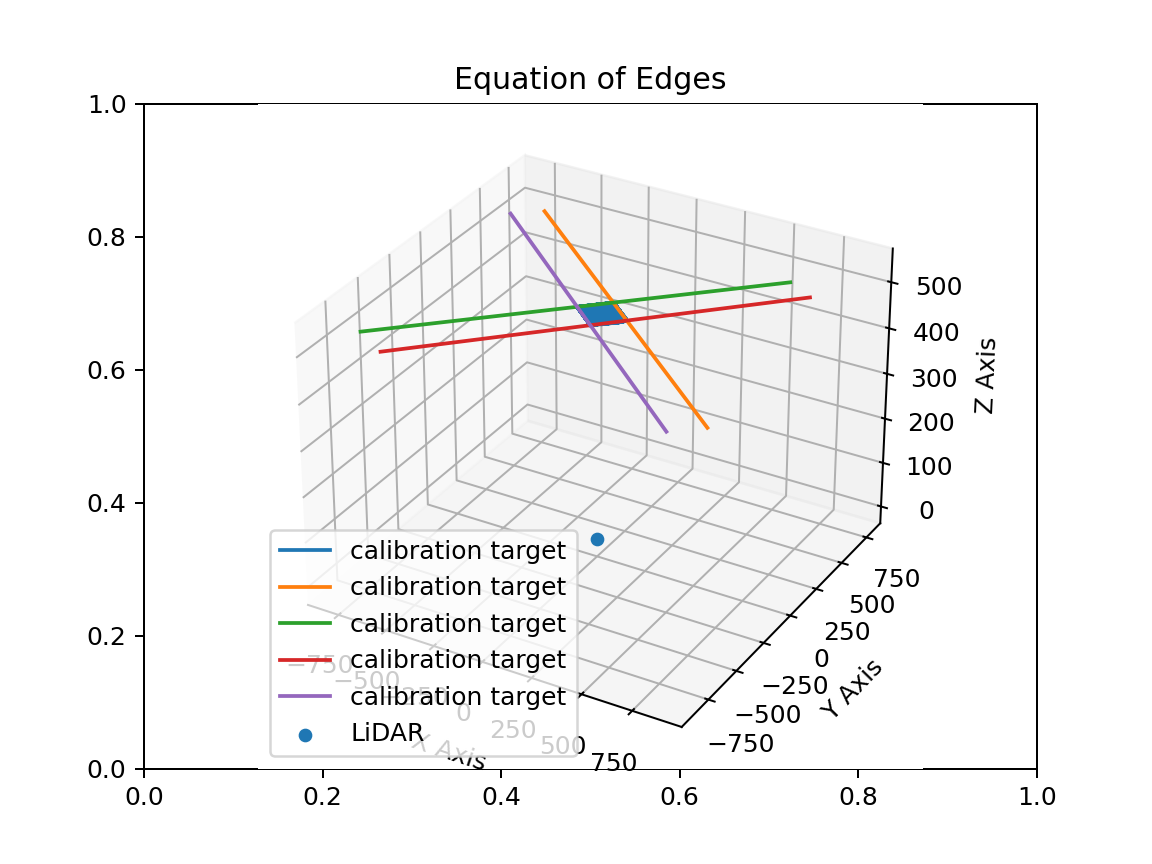 Equation of Edges
1.0
0.8
0.6
0.4
0.2
0.0
0.0 0.2 0.4 0.6 0.8 1.0
500
400
300
200
100
0
Z Axis
750
500
250
0
−250
−500
−750
Y Axis
−750
−500
−250
0
250
500
750
X Axis
calibration target
calibration target
calibration target
calibration target
calibration target
LiDAR